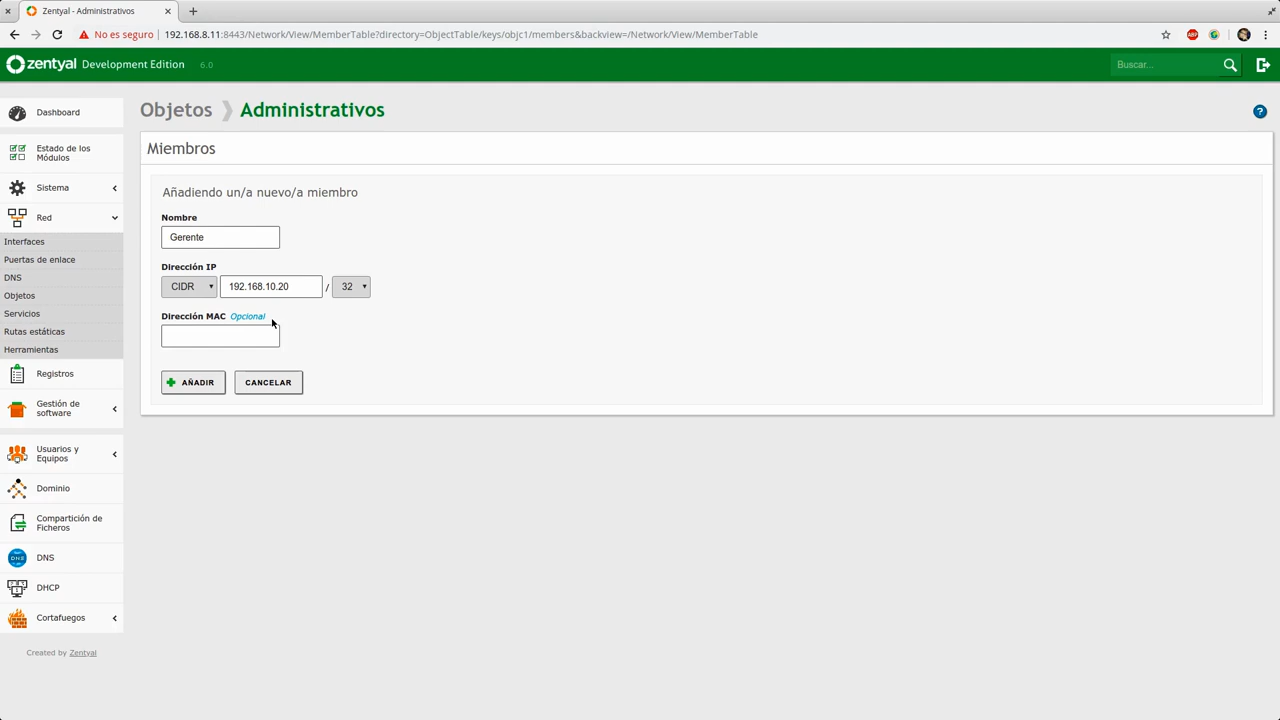 Zentyal - Administrativos
No es seguro 192.168.8.11:8443/Network/View/MemberTable?directory=ObjectTable/keys/objc1/members&backview=/Network/View/MemberTable
ABP
zentyal Development Edition 6.0
Buscar...
Dashboard
Estado de los
Módulos
Sistema
Red
Interfaces
Puertas de enlace
DNS
Objetos
Servicios
Rutas estáticas
Herramientas
Registros
Gestión de
software
Usuarios y
Equipos
Dominio
Compartición de
Ficheros
DNS
DHCP
Cortafuegos
Created by Zentyal
Objetos Administrativos
?
Miembros
Añadiendo un/a nuevo/a miembro
Nombre
Gerente
Dirección IP
CIDR 192.168.10.20 / 32
Dirección MAC Opcional
AÑADIR CANCELAR